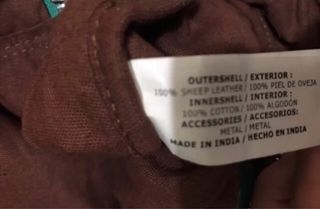 OUTERSHELL / EXTERIOR :
100% SHEEP LEATHER / 100% PIEL DE OVEJA
INNERSHELL / INTERIOR :
100% COTTON / 100% ALGODÓN
ACCESSORIES / ACCESORIOS :
METAL / METAL
MADE IN INDIA / HECHO EN INDIA